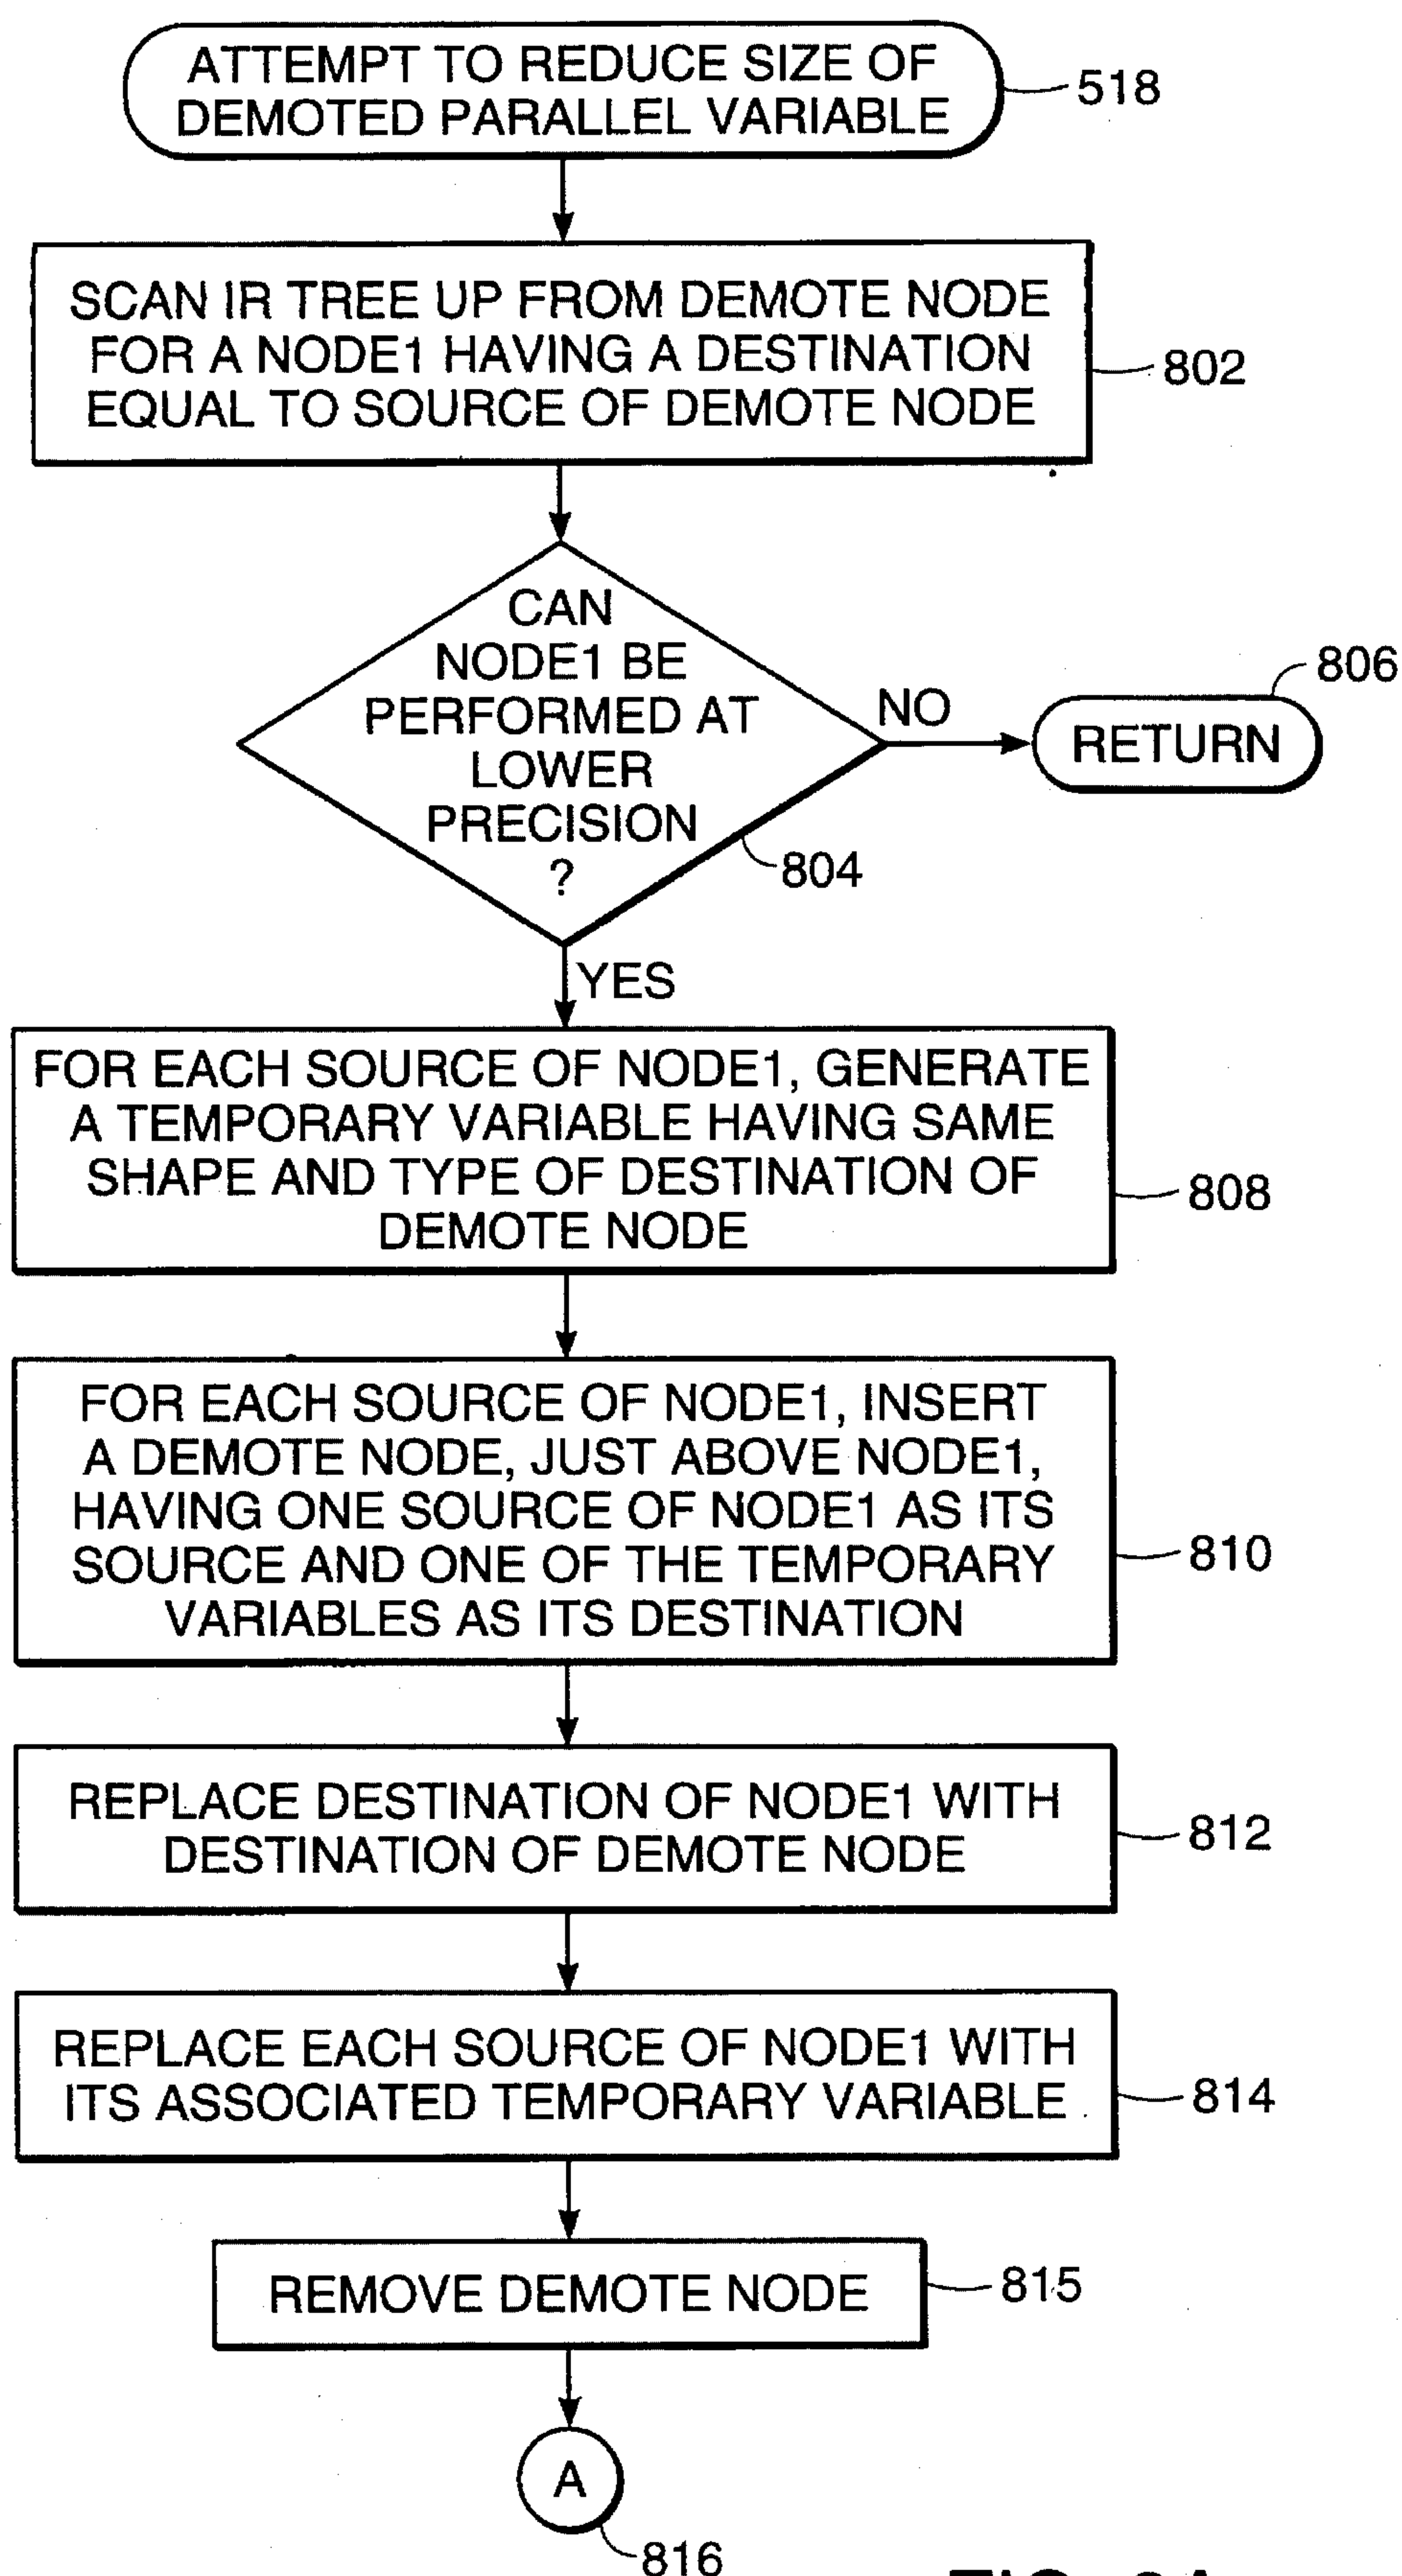 ATTEMPT TO REDUCE SIZE OF
DEMOTED PARALLEL VARIABLE
518
SCAN IR TREE UP FROM DEMOTE NODE
FOR A NODE1 HAVING A DESTINATION
EQUAL TO SOURCE OF DEMOTE NODE
802
CAN
NODE1 BE
PERFORMED AT
LOWER
PRECISION
?
804
NO
806
RETURN
YES
FOR EACH SOURCE OF NODE1, GENERATE
A TEMPORARY VARIABLE HAVING SAME
SHAPE AND TYPE OF DESTINATION OF
DEMOTE NODE
808
FOR EACH SOURCE OF NODE1, INSERT
A DEMOTE NODE, JUST ABOVE NODE1,
HAVING ONE SOURCE OF NODE1 AS ITS
SOURCE AND ONE OF THE TEMPORARY
VARIABLES AS ITS DESTINATION
810
REPLACE DESTINATION OF NODE1 WITH
DESTINATION OF DEMOTE NODE
812
REPLACE EACH SOURCE OF NODE1 WITH
ITS ASSOCIATED TEMPORARY VARIABLE
814
REMOVE DEMOTE NODE
815
A
816